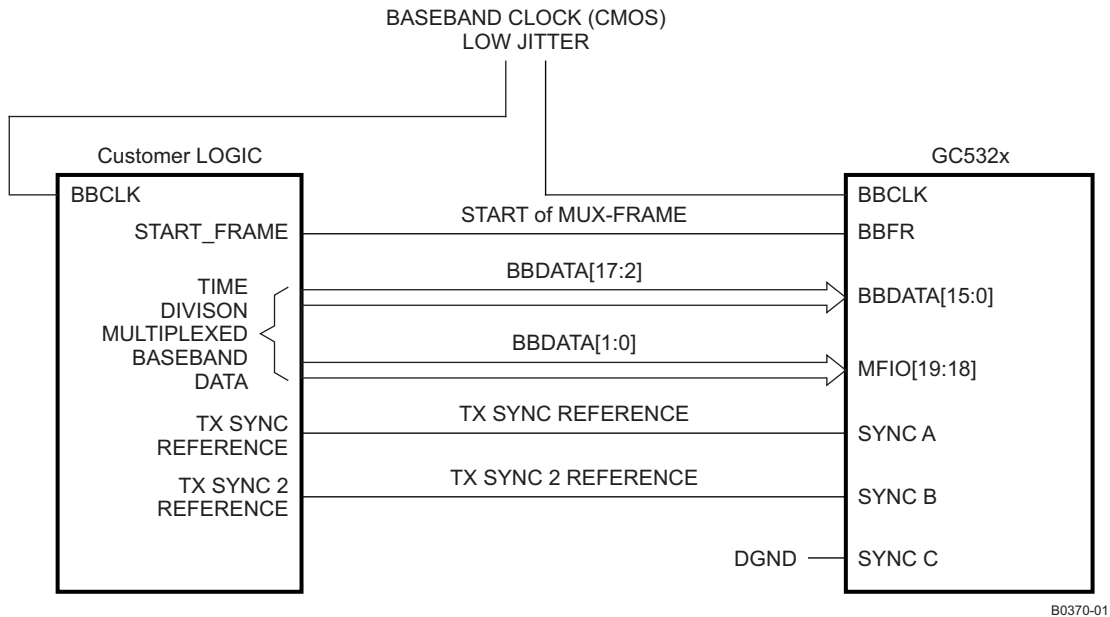 BASEBAND CLOCK (CMOS)
LOW JITTER
Customer LOGIC
GC532x
BBCLK
BBCLK
START_FRAME
START of MUX-FRAME
BBFR
TIME
DIVISON
MULTIPLEXED
BASEBAND
DATA
BBDATA[17:2]
BBDATA[15:0]
BBDATA[1:0]
MFIO[19:18]
TX SYNC
REFERENCE
TX SYNC REFERENCE
SYNC A
TX SYNC 2
REFERENCE
TX SYNC 2 REFERENCE
SYNC B
DGND
SYNC C
B0370-01